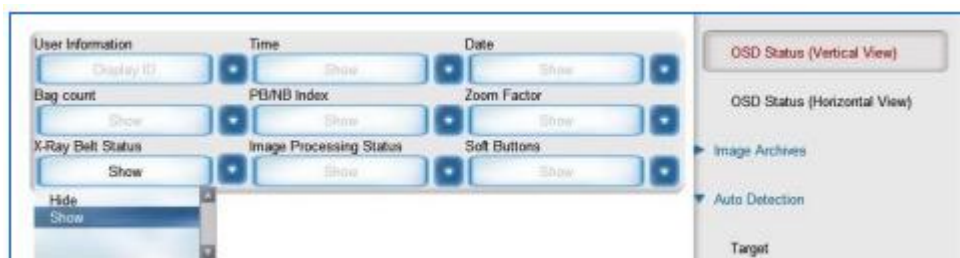 User Information Time Date
Display ID Show Show
Bag count PB/NB Index Zoom Factor
Show Show Show
X-Ray Belt Status Image Processing Status Soft Buttons
Show Show Show
Hide
Show
OSD Status (Vertical View)
OSD Status (Horizontal View)
Image Archives
Auto Detection
Target